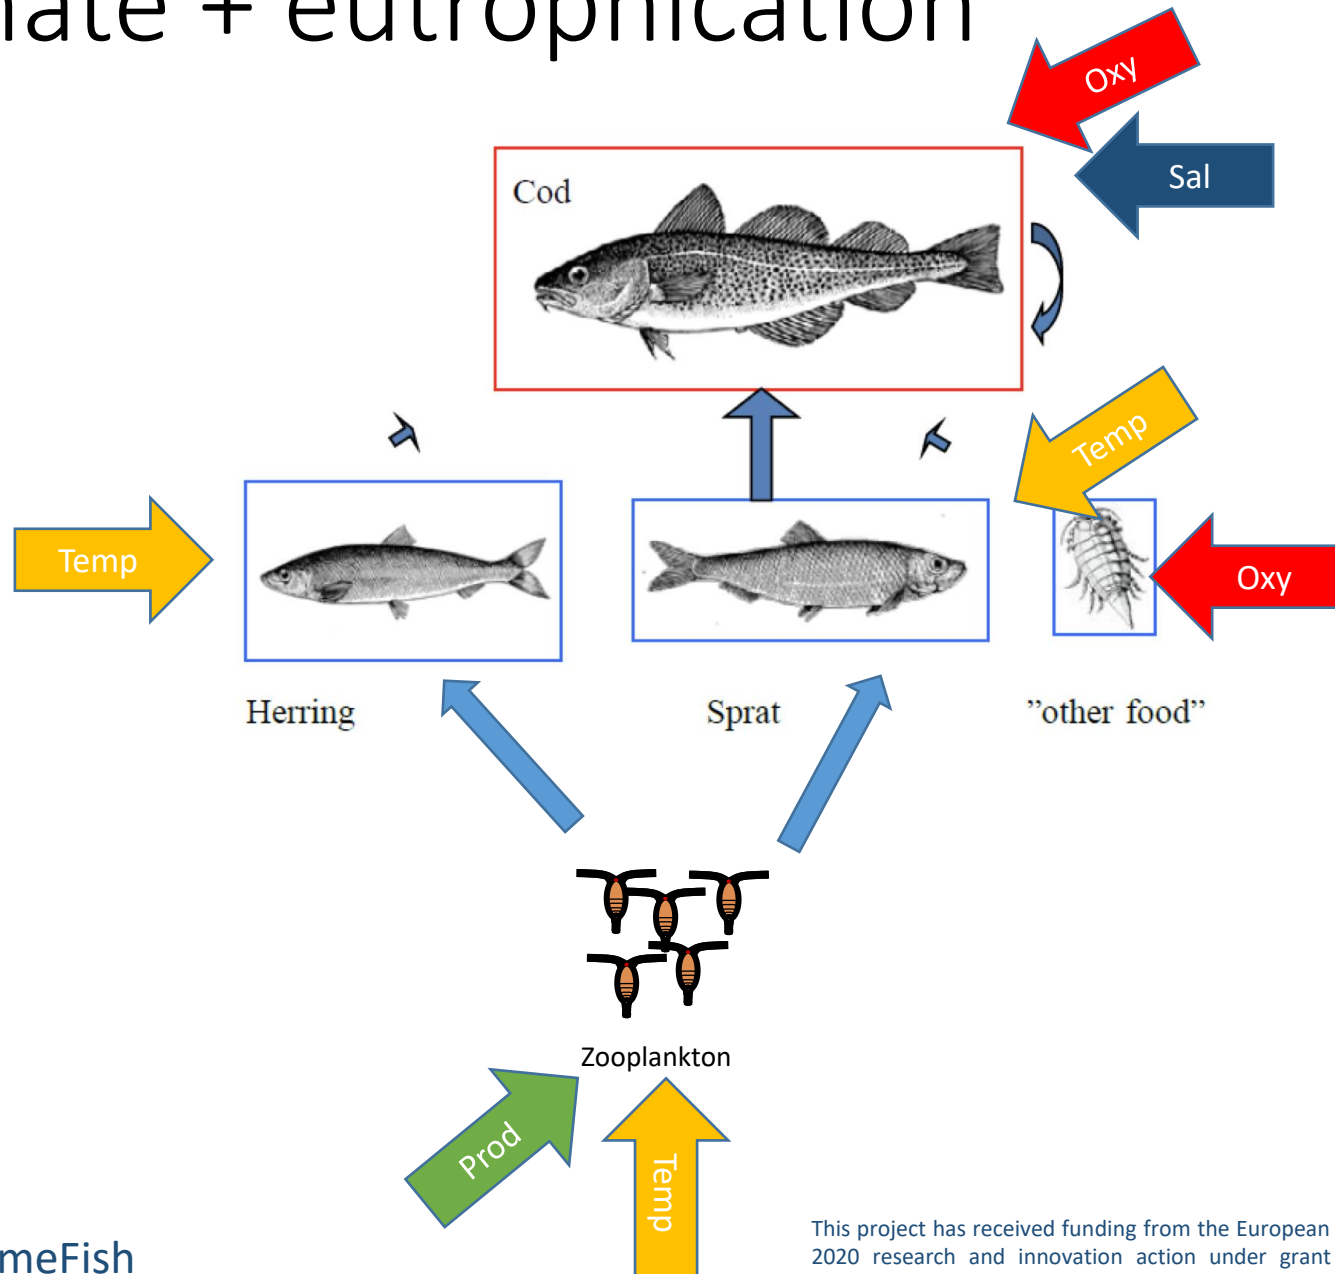 mate + eutrophication
Oxy
Sal
Cod
Temp
Temp
Oxy
Herring
Sprat
”other food”
Zooplankton
Prod
Temp
This project has received funding from the European
2020 research and innovation action under grant
meFish